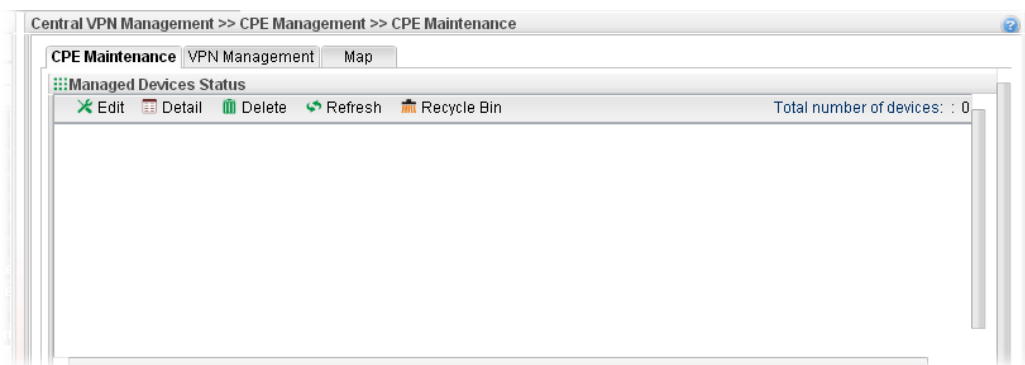 Central VPN Management >> CPE Management >> CPE Maintenance
CPE Maintenance VPN Management Map
Managed Devices Status
Edit Detail Delete Refresh Recycle Bin Total number of devices: : 0